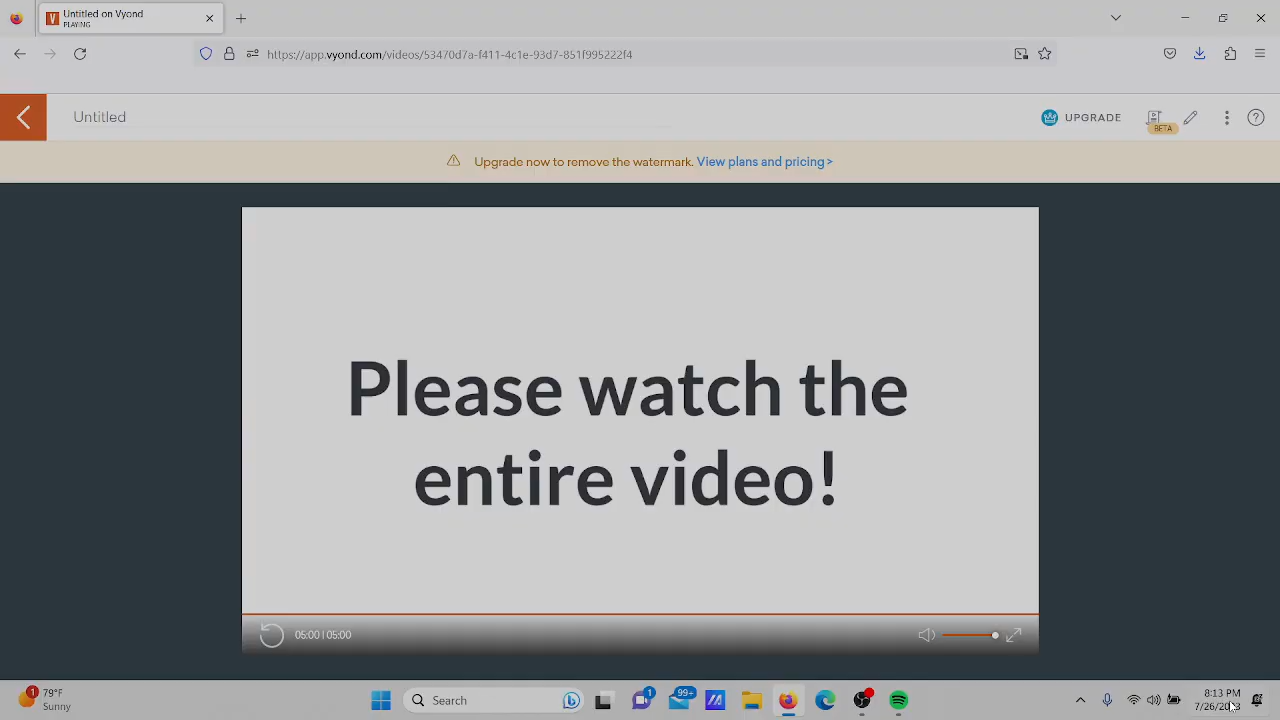 Untitled on Vyond
PLAYING
https://app.vyond.com/videos/53470d7a-f411-4c1e-93d7-851f995222f4
Untitled
UPGRADE
BETA
Upgrade now to remove the watermark. View plans and pricing >
Please watch the
entire video!
05:00 | 05:00
1
79°F
Sunny
Search
1
99+
8:13 PM